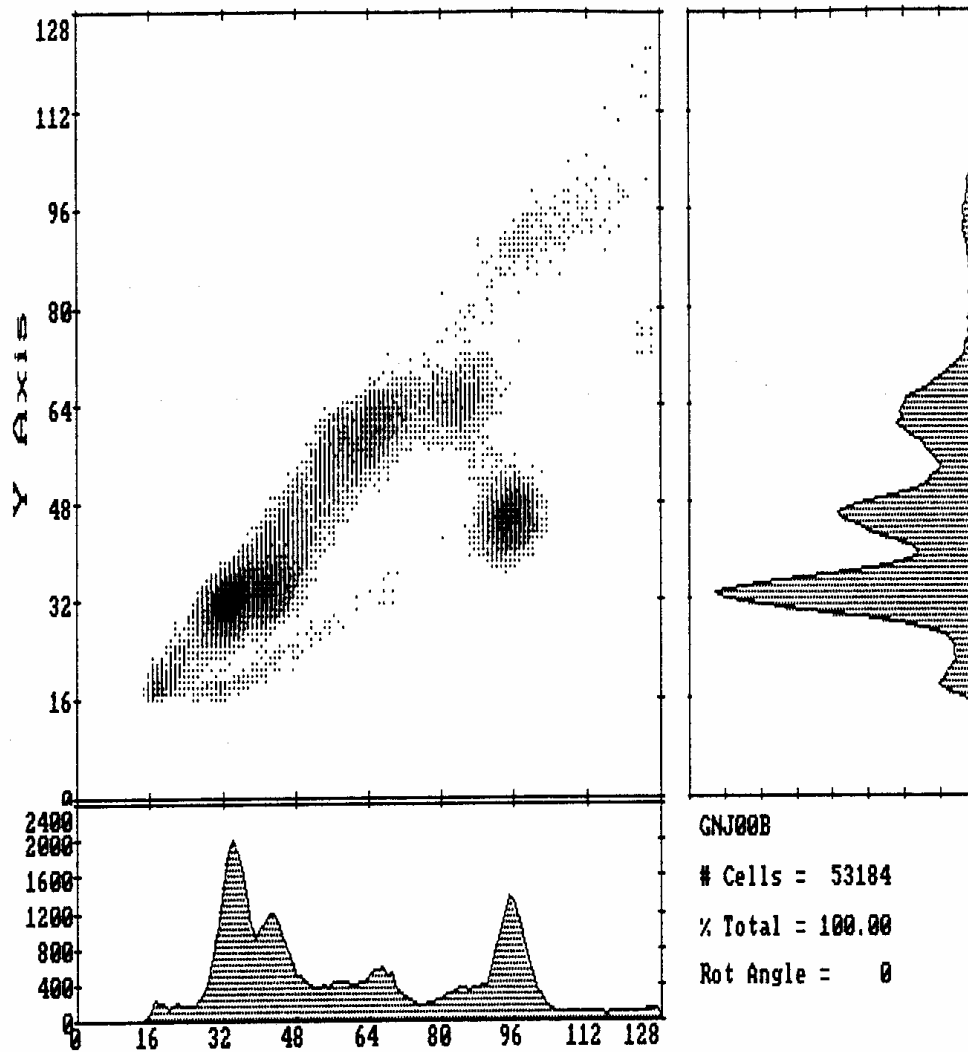 128
112
96
80
64
48
32
16
0
Y Axis
2400
2000
1600
1200
800
400
0
0 16 32 48 64 80 96 112 128
GNJ00B
# Cells = 53184
% Total = 100.00
Rot Angle = 0